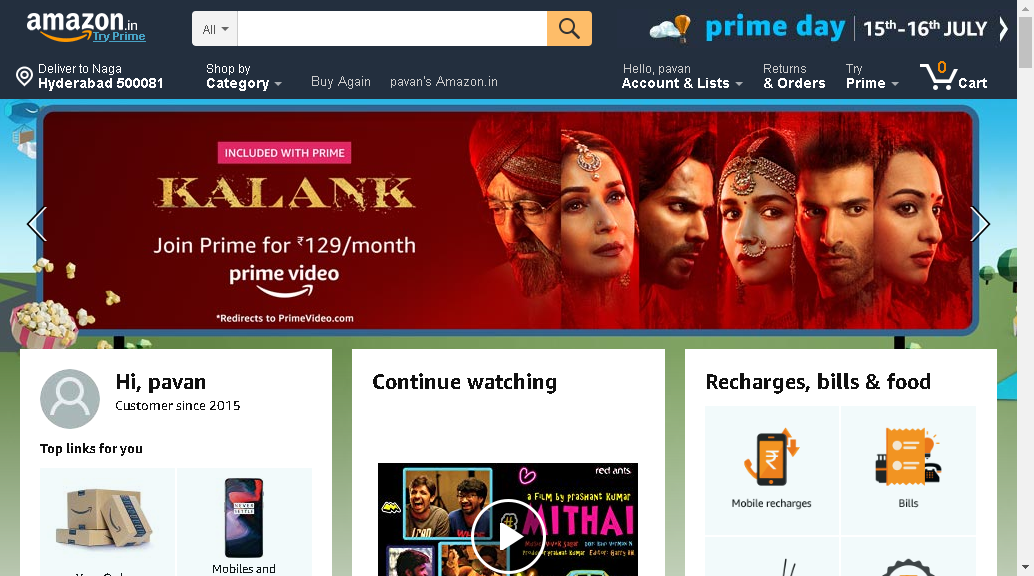 amazon.in
Try Prime
All
prime day
15th-16th JULY
Deliver to Naga
Hyderabad 500081
Shop by
Category
Buy Again
pavan's Amazon.in
Hello, pavan
Account & Lists
Returns
& Orders
Try
Prime
0
Cart
INCLUDED WITH PRIME
KALANK
Join Prime for ₹129/month
prime video
*Redirects to PrimeVideo.com
Hi, pavan
Customer since 2015
Top links for you
Mobiles and
Continue watching
red ants.
a FILM by PRASHANT KUMAR
#MITHAI
Recharges, bills & food
₹
Mobile recharges
Bills